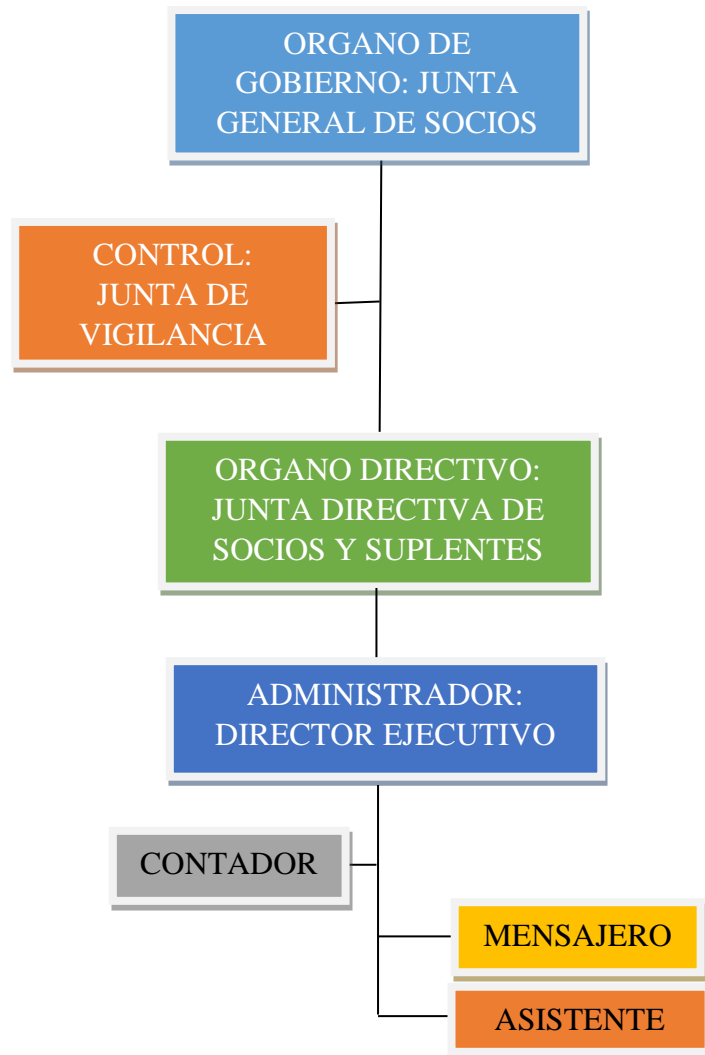 ORGANO DE
GOBIERNO: JUNTA
GENERAL DE SOCIOS
CONTROL:
JUNTA DE
VIGILANCIA
ORGANO DIRECTIVO:
JUNTA DIRECTIVA DE
SOCIOS Y SUPLENTES
ADMINISTRADOR:
DIRECTOR EJECUTIVO
CONTADOR
MENSAJERO
ASISTENTE